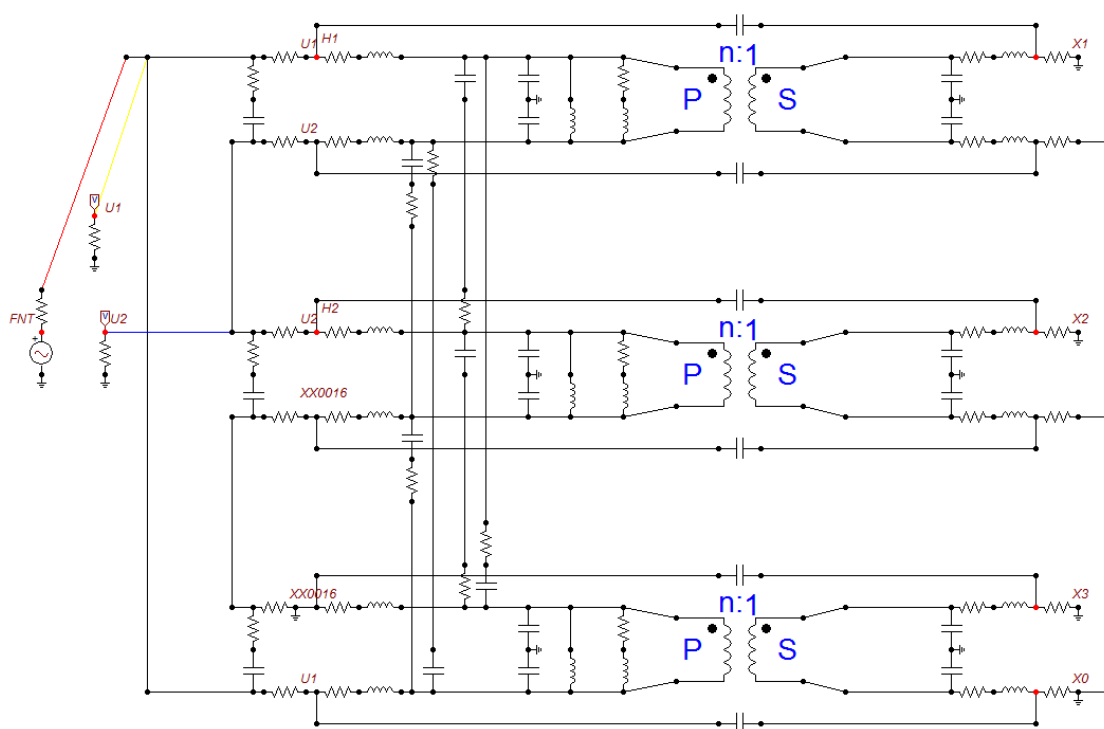 U1 H1 X1
n:1
P S
U2
V
U1
FNT
V
U2
+
U2 H2 X2
n:1
P S
XX0016
XX0016 X3
n:1
P S
U1 X0